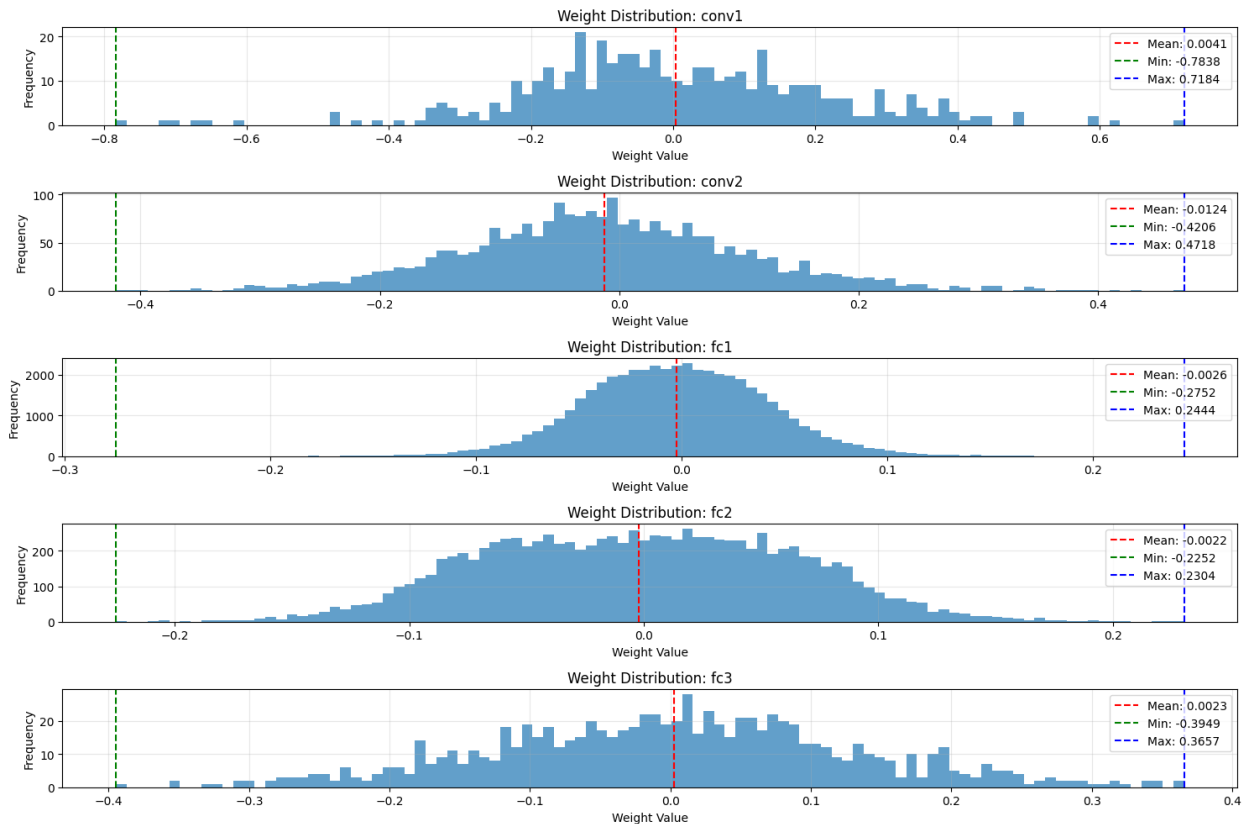 Weight Distribution: conv1
Frequency
20
10
0
Mean: 0.0041
Min: -0.7838
Max: 0.7184
−0.8 −0.6 −0.4 −0.2 0.0 0.2 0.4 0.6
Weight Value
Weight Distribution: conv2
Frequency
100
50
0
Mean: -0.0124
Min: -0.4206
Max: 0.4718
−0.4 −0.2 0.0 0.2 0.4
Weight Value
Weight Distribution: fc1
Frequency
2000
1000
0
Mean: -0.0026
Min: -0.2752
Max: 0.2444
−0.3 −0.2 −0.1 0.0 0.1 0.2
Weight Value
Weight Distribution: fc2
Frequency
200
100
0
Mean: -0.0022
Min: -0.2252
Max: 0.2304
−0.2 −0.1 0.0 0.1 0.2
Weight Value
Weight Distribution: fc3
Frequency
20
10
0
Mean: 0.0023
Min: -0.3949
Max: 0.3657
−0.4 −0.3 −0.2 −0.1 0.0 0.1 0.2 0.3 0.4
Weight Value